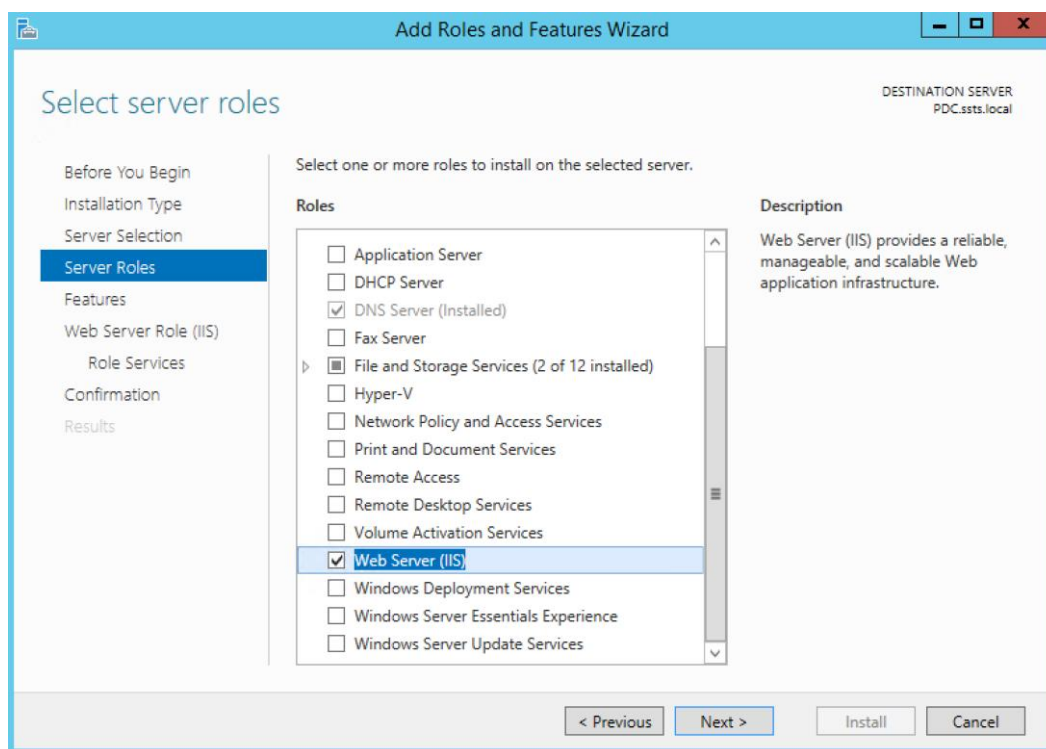 Add Roles and Features Wizard
Select server roles
DESTINATION SERVER
PDC.ssts.local
Before You Begin
Installation Type
Server Selection
Server Roles
Features
Web Server Role (IIS)
Role Services
Confirmation
Results
Select one or more roles to install on the selected server.
Roles
Application Server
DHCP Server
DNS Server (Installed)
Fax Server
File and Storage Services (2 of 12 installed)
Hyper-V
Network Policy and Access Services
Print and Document Services
Remote Access
Remote Desktop Services
Volume Activation Services
Web Server (IIS)
Windows Deployment Services
Windows Server Essentials Experience
Windows Server Update Services
Description
Web Server (IIS) provides a reliable,
manageable, and scalable Web
application infrastructure.
< Previous
Next >
Install
Cancel